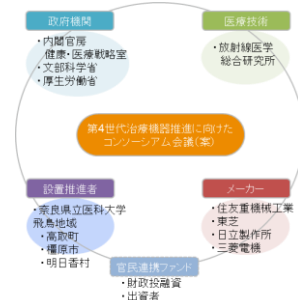 政府機関
・内閣官房
健康・医療戦略室
・文部科学省
・厚生労働省
医療技術
・放射線医学
総合研究所
第4世代治療機器推進に向けた
コンソーシアム会議(案)
設置推進者
・奈良県立医科大学
飛鳥地域
・高取町
・橿原市
・明日香村
メーカー
・住友重機械工業
・東芝
・日立製作所
・三菱電機
官民連携ファンド
・財政投融資
・出資者